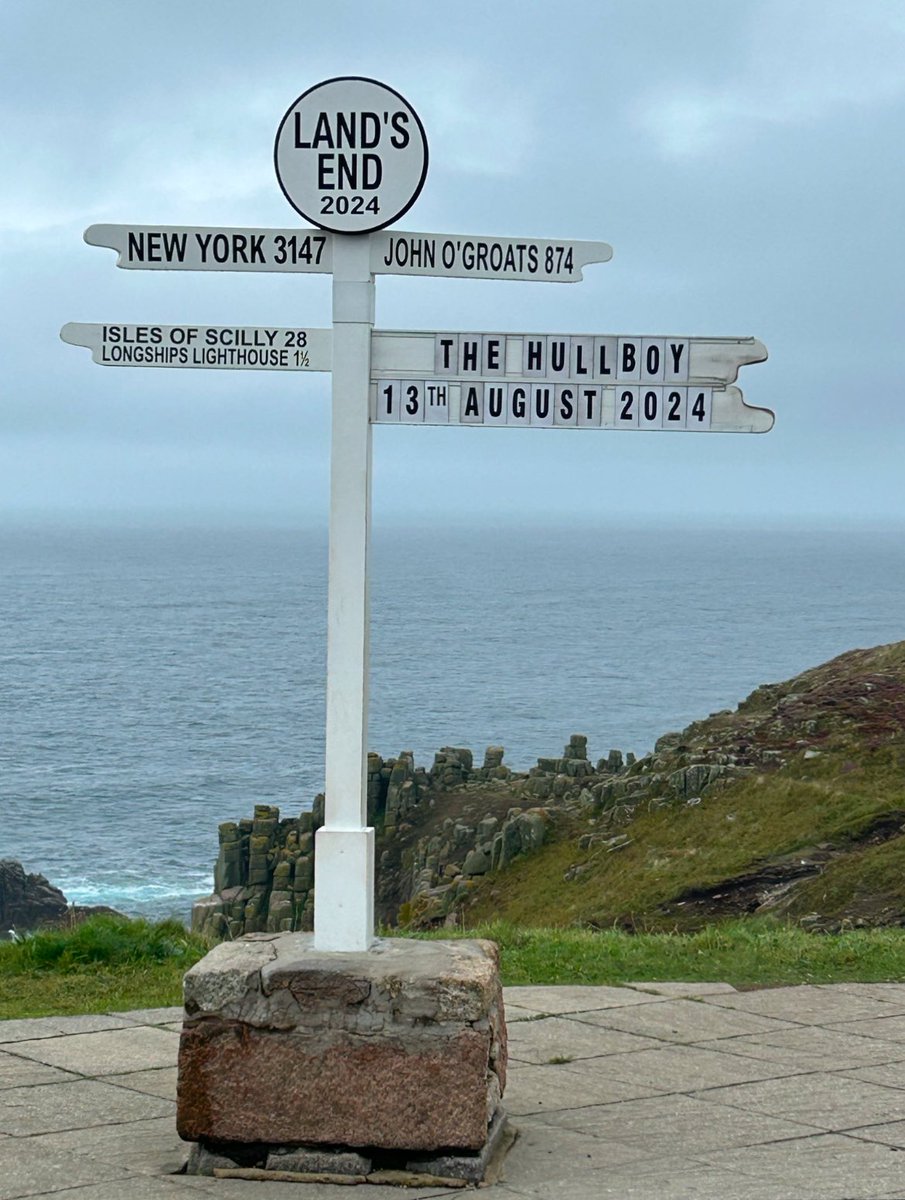 LAND'S
END
2024
NEW YORK 3147
JOHN O'GROATS 874
ISLES OF SCILLY 28
LONGSHIPS LIGHTHOUSE 1½
THE HULLBOY
13TH AUGUST 2024